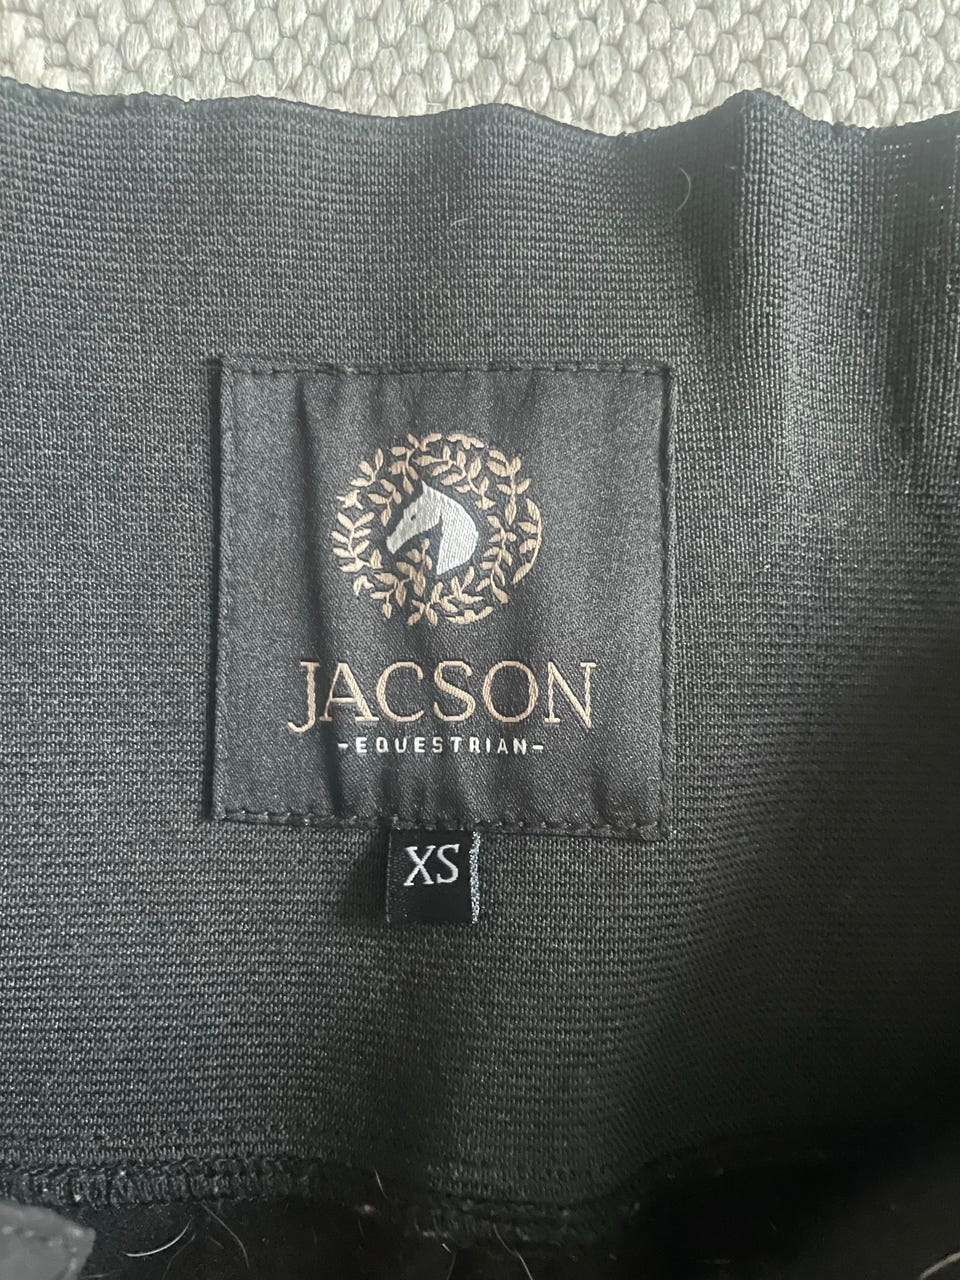 JACSON
-EQUESTRIAN-
XS